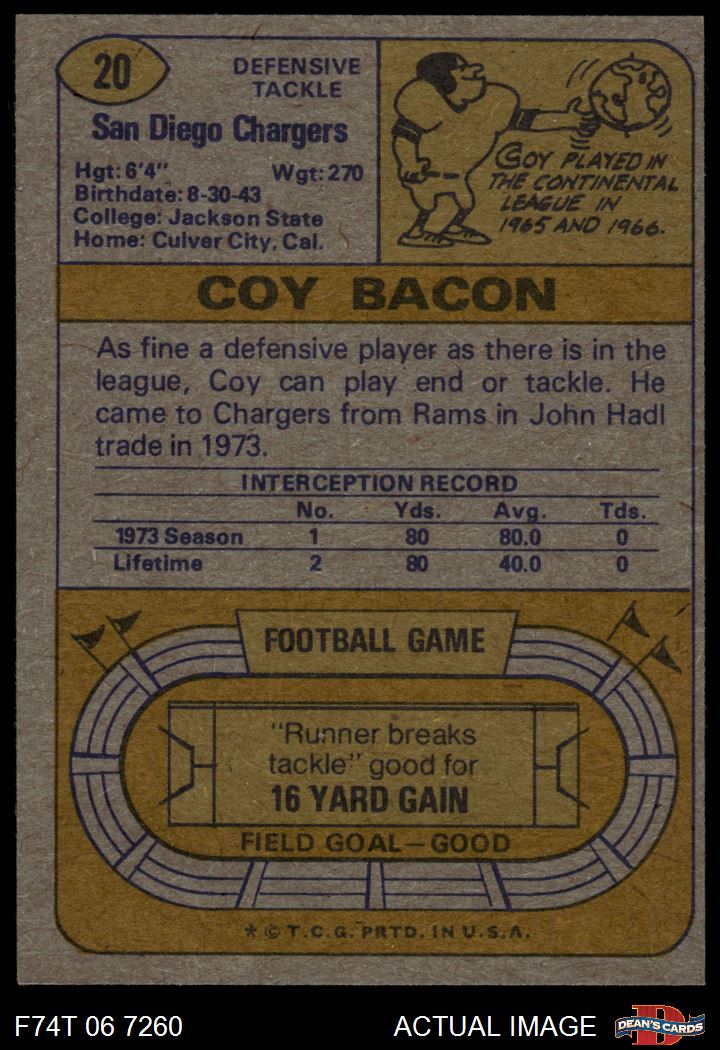 20
DEFENSIVE
TACKLE
San Diego Chargers
Hgt: 6'4" Wgt: 270
Birthdate: 8-30-43
College: Jackson State
Home: Culver City, Cal.
COY PLAYED IN
THE CONTINENTAL
LEAGUE IN
1965 AND 1966.
COY BACON
As fine a defensive player as there is in the
league, Coy can play end or tackle. He
came to Chargers from Rams in John Hadl
trade in 1973.
INTERCEPTION RECORD
No. Yds. Avg. Tds.
1973 Season 1 80 80.0 0
Lifetime 2 80 40.0 0
FOOTBALL GAME
"Runner breaks
tackle" good for
16 YARD GAIN
FIELD GOAL—GOOD
* © T.C.G. PRTD. IN U.S.A.
F74T 06 7260 ACTUAL IMAGE
D
DEAN'S CARDS